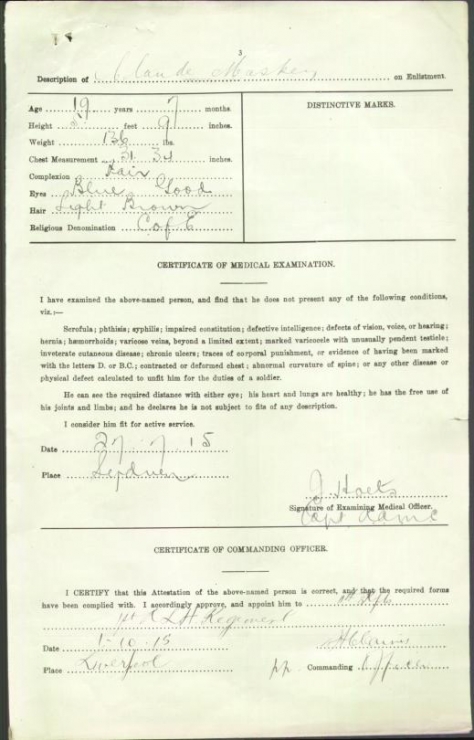 3
Description of Claude Maskey on Enlistment.
Age 19 years 7 months.
Height 5 feet 9 inches.
Weight 136 lbs.
Chest Measurement 31 34 inches.
Complexion Fair
Eyes Blue Good
Hair Light Brown
Religious Denomination C of E
DISTINCTIVE MARKS.
CERTIFICATE OF MEDICAL EXAMINATION.
I have examined the above-named person, and find that he does not present any of the following conditions,
viz.:—
Scrofula; phthisis; syphilis; impaired constitution; defective intelligence; defects of vision, voice, or hearing;
hernia; hæmorrhoids; varicose veins, beyond a limited extent; marked varicocele with unusually pendent testicle;
inveterate cutaneous disease; chronic ulcers; traces of corporal punishment, or evidence of having been marked
with the letters D. or B.C.; contracted or deformed chest; abnormal curvature of spine; or any other disease or
physical defect calculated to unfit him for the duties of a soldier.
He can see the required distance with either eye; his heart and lungs are healthy; he has the free use of
his joints and limbs; and he declares he is not subject to fits of any description.
I consider him fit for active service.
Date 27.7.15
Place Sydney
J.
Signature of Examining Medical Officer.
Capt AAMC
CERTIFICATE OF COMMANDING OFFICER.
I CERTIFY that this Attestation of the above-named person is correct, and that the required forms
have been complied with. I accordingly approve, and appoint him to
1st L H Regiment
Date 1-10-15
Place Liverpool pp Commanding Officer